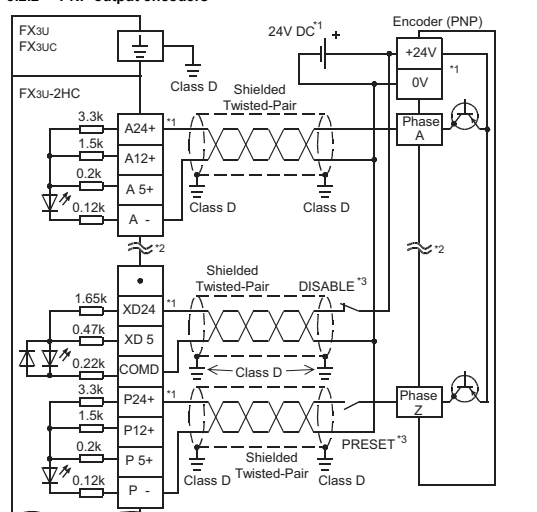 FX3U
FX3UC
24V DC*1
+
Encoder (PNP)
+24V
0V
*1
Class D
FX3U-2HC
Shielded
Twisted-Pair
3.3k
A24+
*1
Phase
A
1.5k
A12+
0.2k
A 5+
0.12k
A -
Class D
Class D
*2
*2
Shielded
Twisted-Pair
DISABLE*3
1.65k
XD24
*1
0.47k
XD 5
0.22k
COMD
Class D
3.3k
P24+
*1
Phase
Z
1.5k
P12+
PRESET*3
0.2k
P 5+
Shielded
Twisted-Pair
Class D
Class D
0.12k
P -